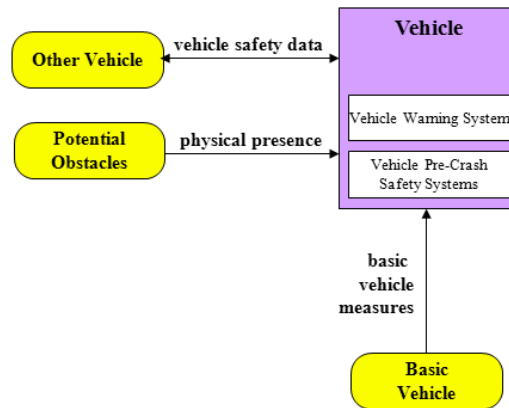 Vehicle
vehicle safety data
Other Vehicle
Vehicle Warning System
Potential
Obstacles
physical presence
Vehicle Pre-Crash
Safety Systems
basic
vehicle
measures
Basic
Vehicle